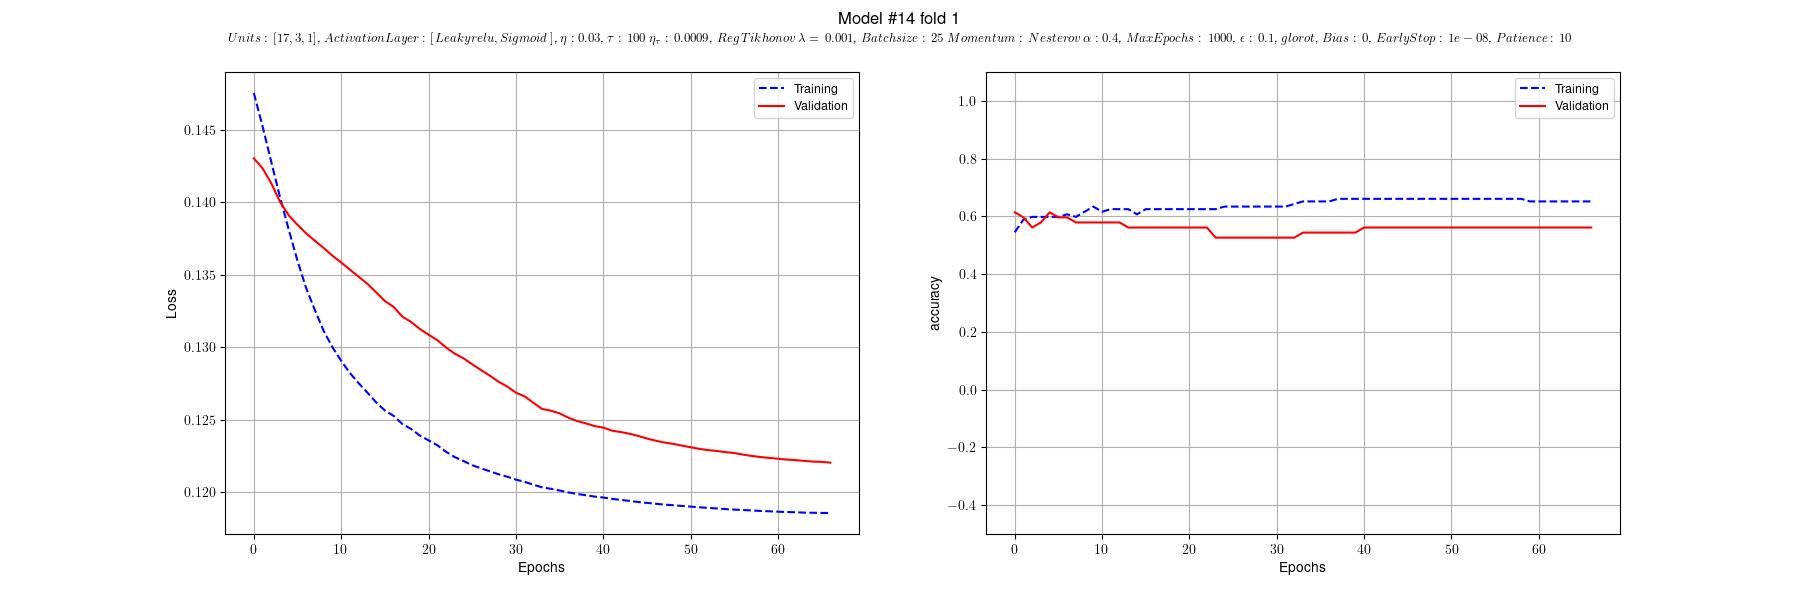 Model #14 fold 1
Units : [17, 3, 1], ActivationLayer : [Leakyrelu, Sigmoid ], η : 0.03, τ : 100 ητ : 0.0009, RegTikhonov λ = 0.001, Batchsize : 25 Momentum : Nesterov α : 0.4, MaxEpochs : 1000, ϵ : 0.1, glorot, Bias : 0, EarlyStop : 1e − 08, Patience : 10
Training
Validation
0.145
0.140
0.135
0.130
0.125
0.120
Loss
0 10 20 30 40 50 60
Epochs
Training
Validation
1.0
0.8
0.6
0.4
0.2
0.0
−0.2
−0.4
accuracy
0 10 20 30 40 50 60
Epochs